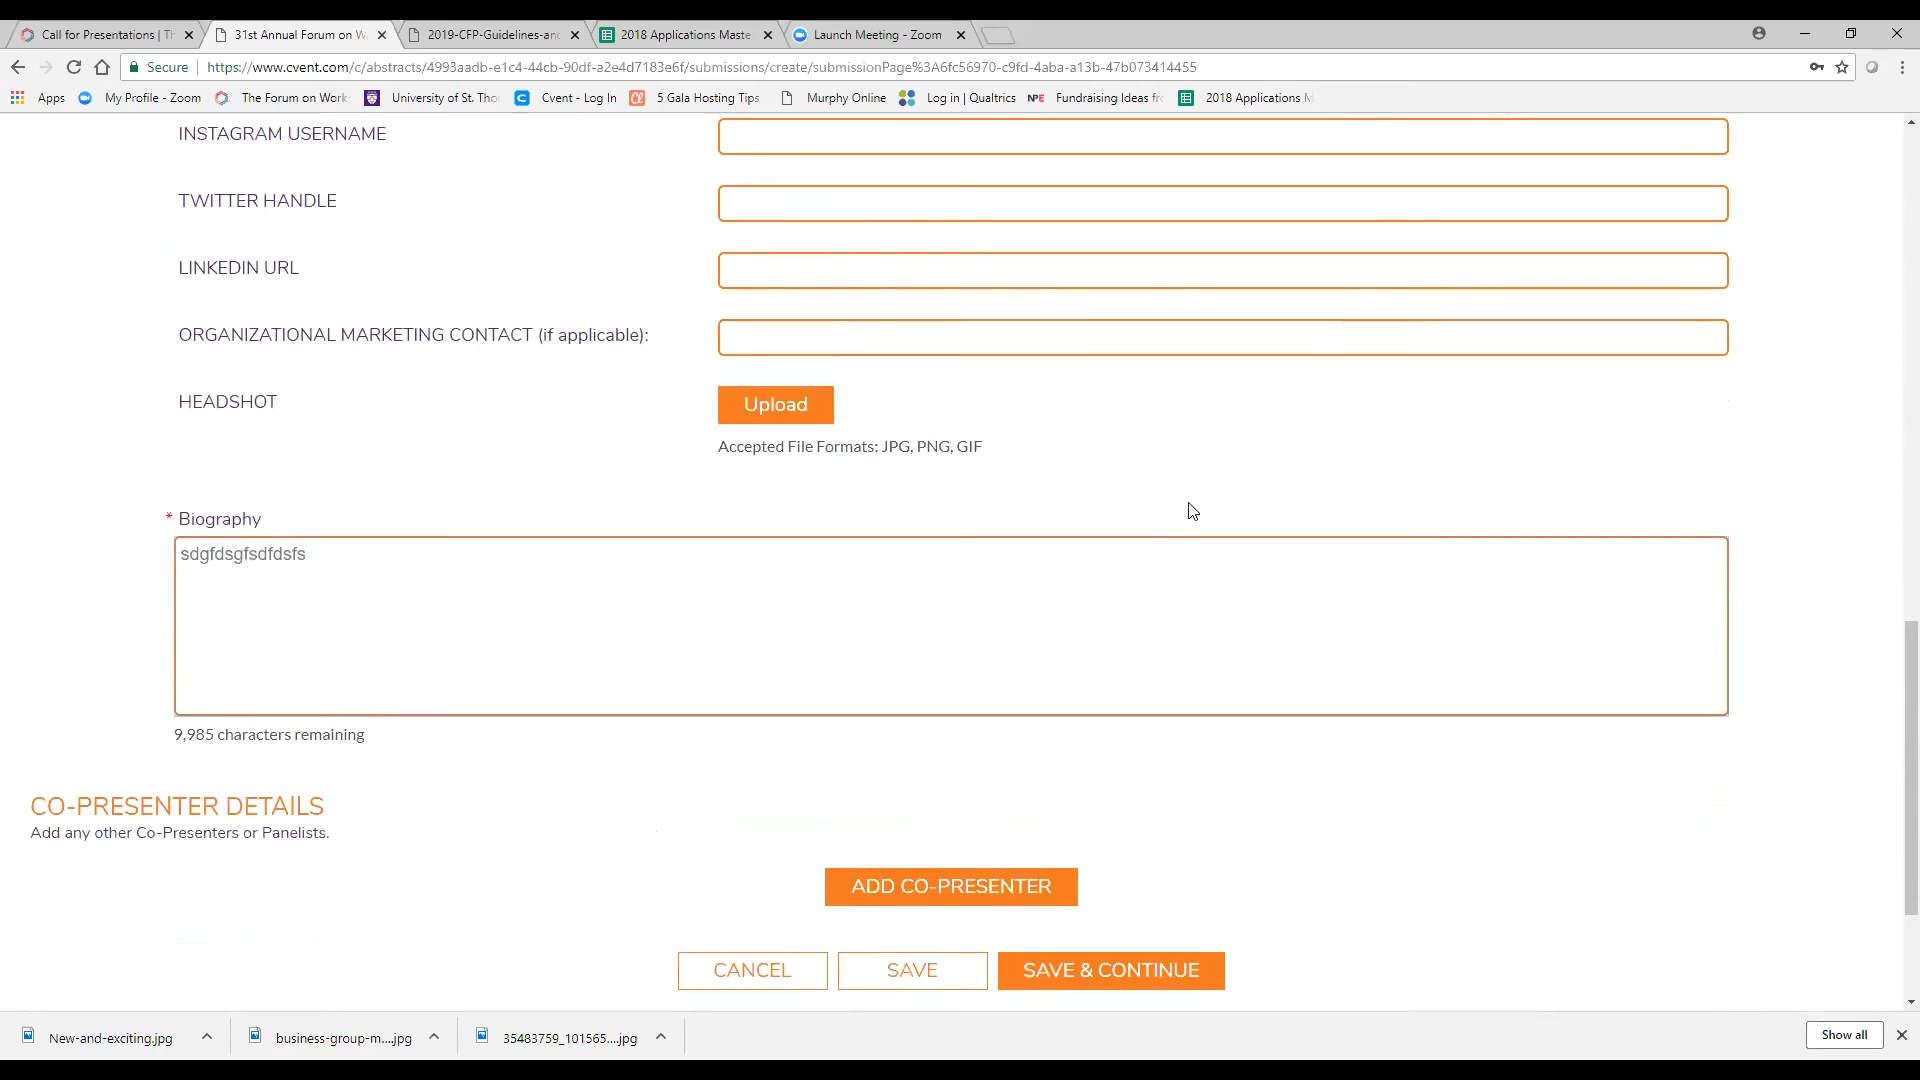 Call for Presentations | Th
31st Annual Forum on W
2019-CFP-Guidelines-anc
2018 Applications Maste
Launch Meeting - Zoom
Secure
https://www.cvent.com/c/abstracts/4993aadb-e1c4-44cb-90df-a2e4d7183e6f/submissions/create/submissionPage%3A6fc56970-c9fd-4aba-a13b-47b073414455
Apps
My Profile - Zoom
The Forum on Work
University of St. Tho
Cvent - Log In
5 Gala Hosting Tips
Murphy Online
Log in | Qualtrics
Fundraising Ideas fr
2018 Applications M
INSTAGRAM USERNAME
TWITTER HANDLE
LINKEDIN URL
ORGANIZATIONAL MARKETING CONTACT (if applicable):
HEADSHOT
Upload
Accepted File Formats: JPG, PNG, GIF
* Biography
sdgfdsgfsdfdsfs
9,985 characters remaining
CO-PRESENTER DETAILS
Add any other Co-Presenters or Panelists.
ADD CO-PRESENTER
CANCEL
SAVE
SAVE & CONTINUE
New-and-exciting.jpg
business-group-m....jpg
35483759_101565....jpg
Show all